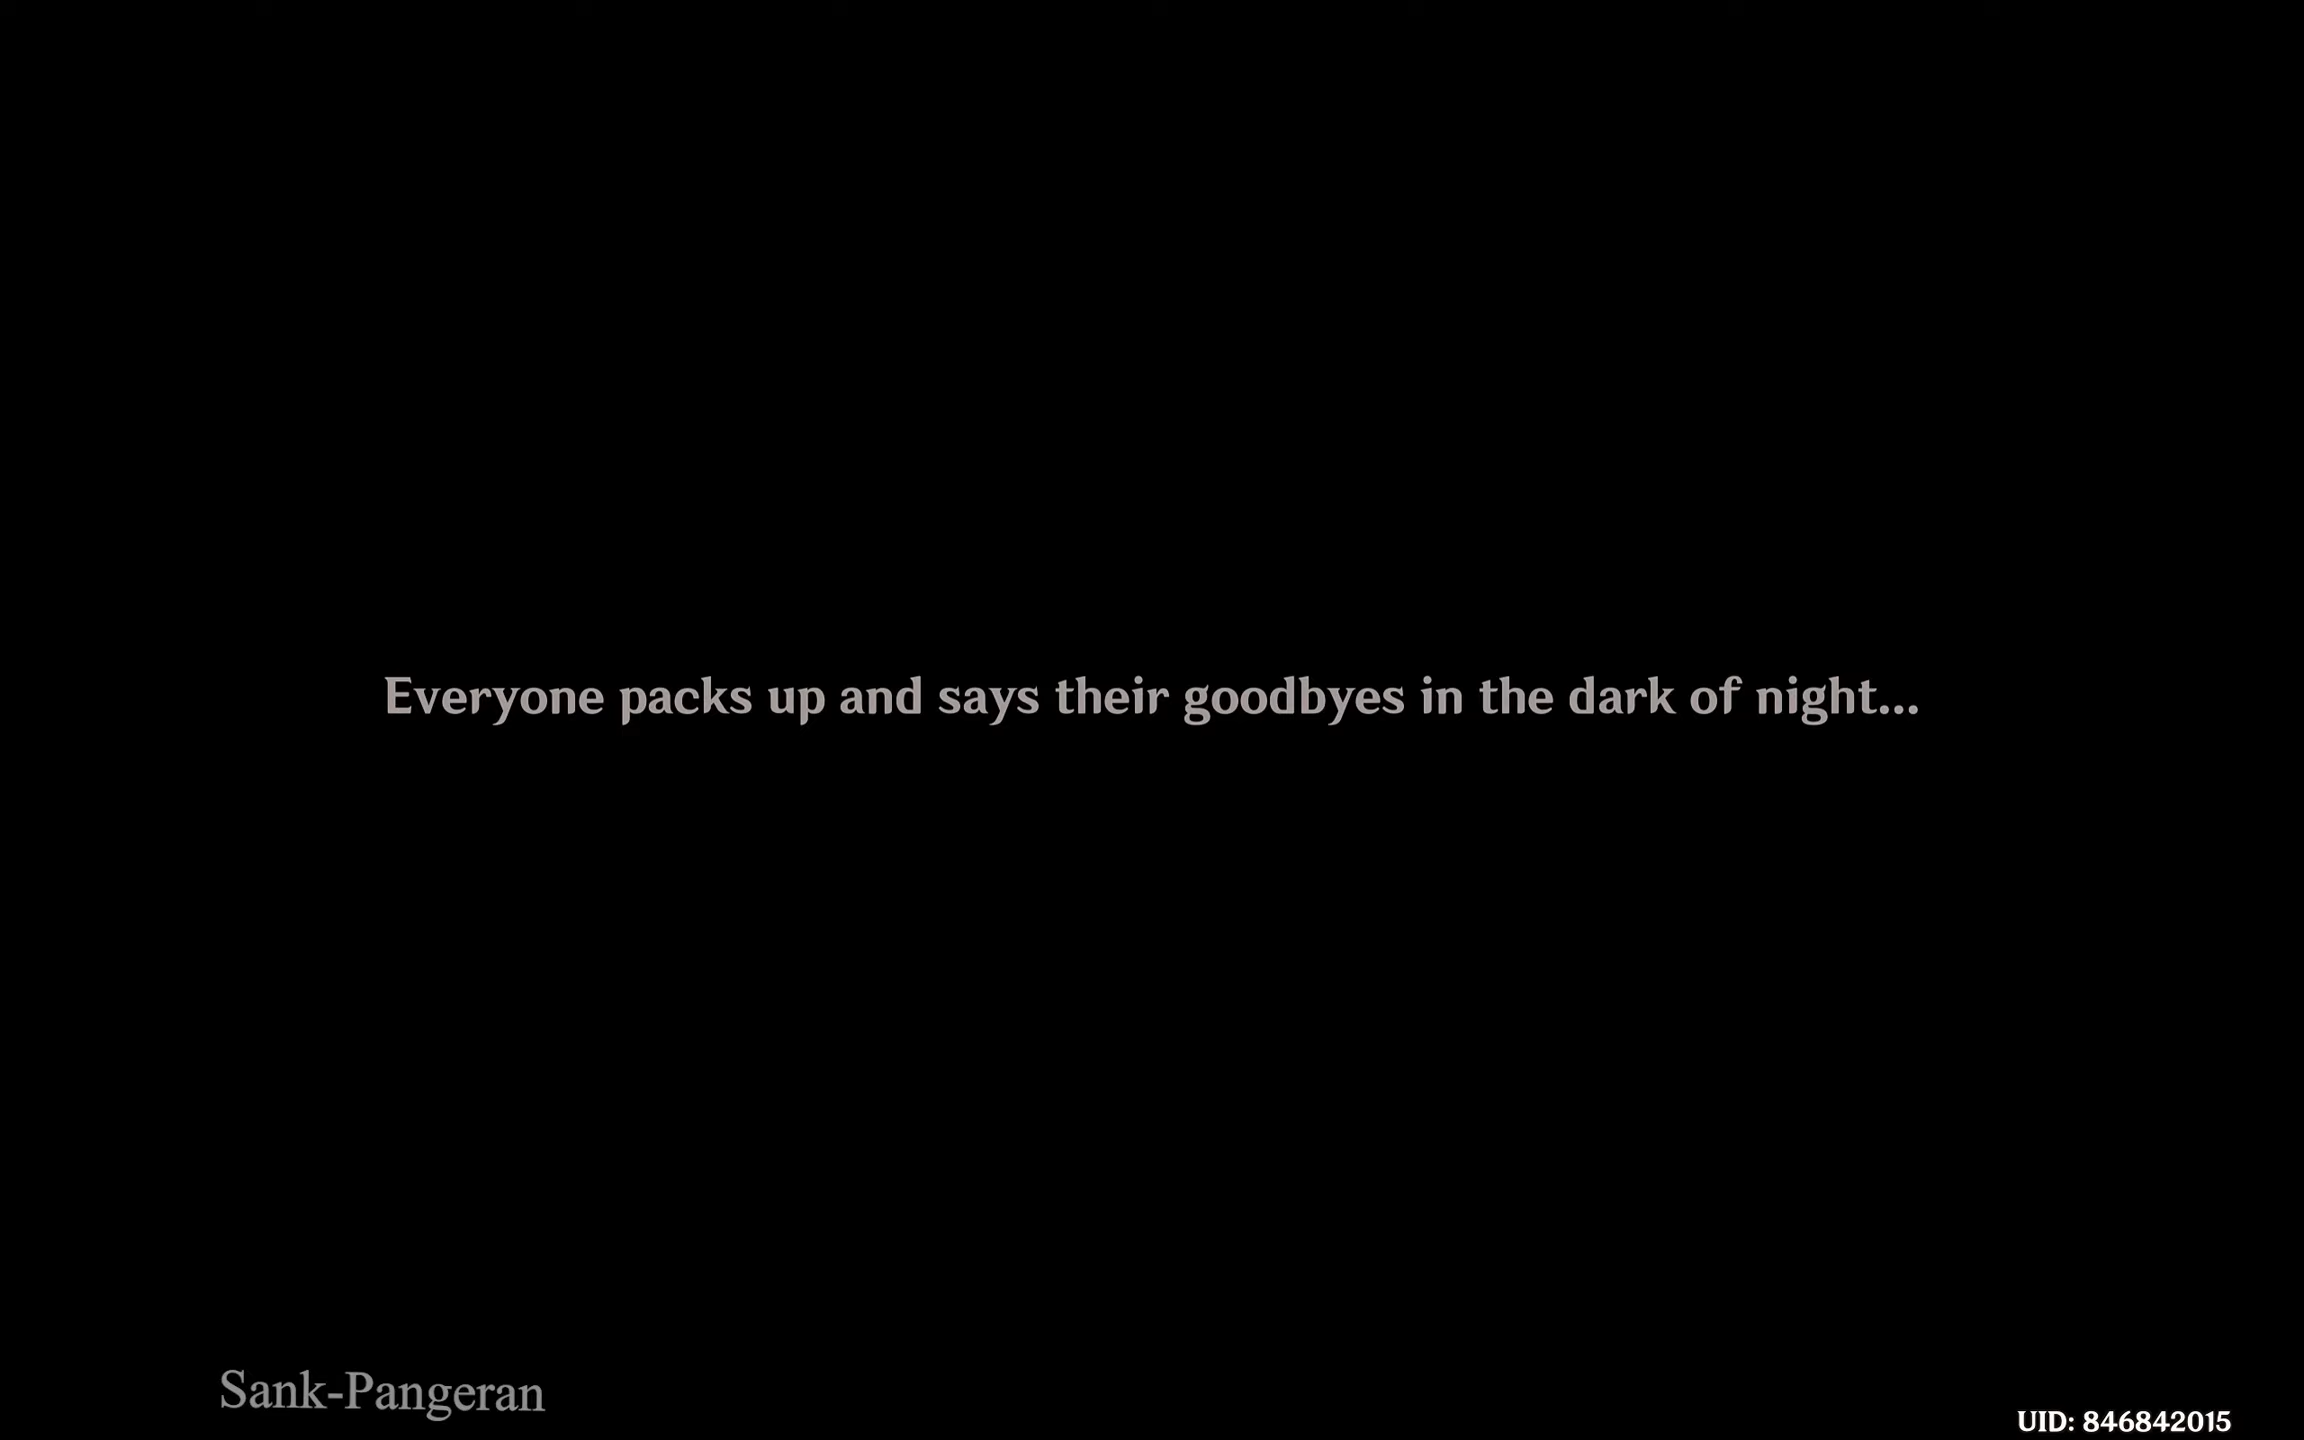 Everyone packs up and says their goodbyes in the dark of night...
Sank-Pangeran
UID: 846842015